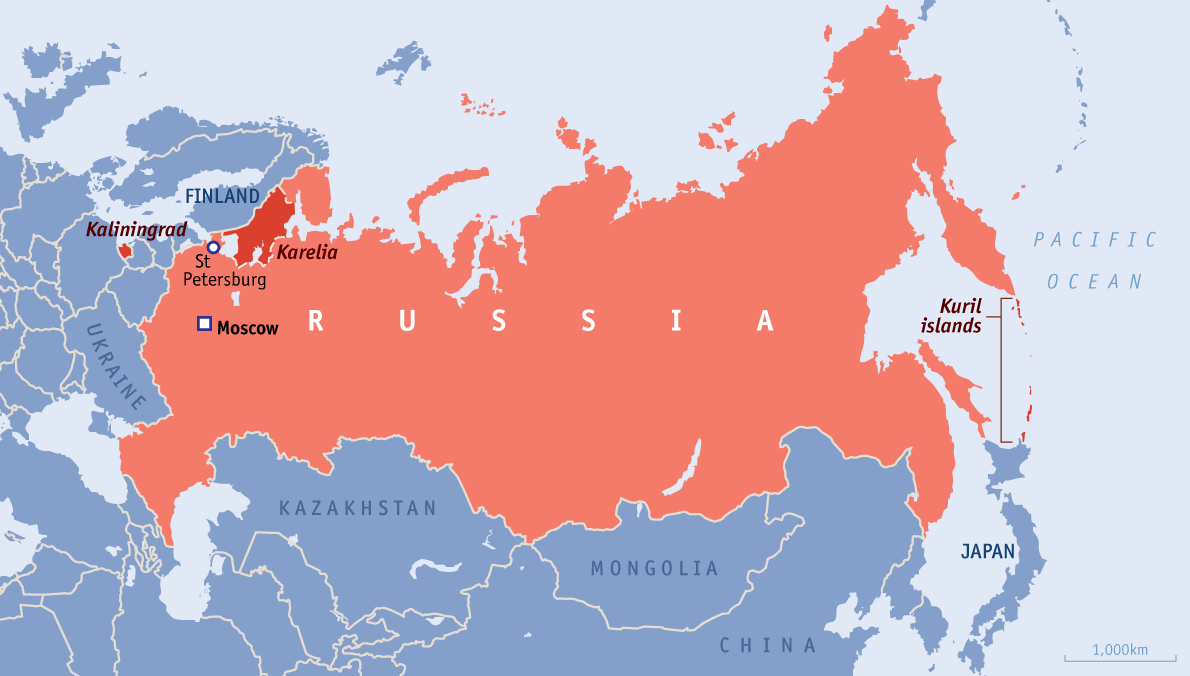 FINLAND
Kaliningrad
Karelia
St
Petersburg
Moscow
RUSSIA
UKRAINE
PACIFIC
OCEAN
Kuril
islands
KAZAKHSTAN
MONGOLIA
JAPAN
CHINA
1,000km